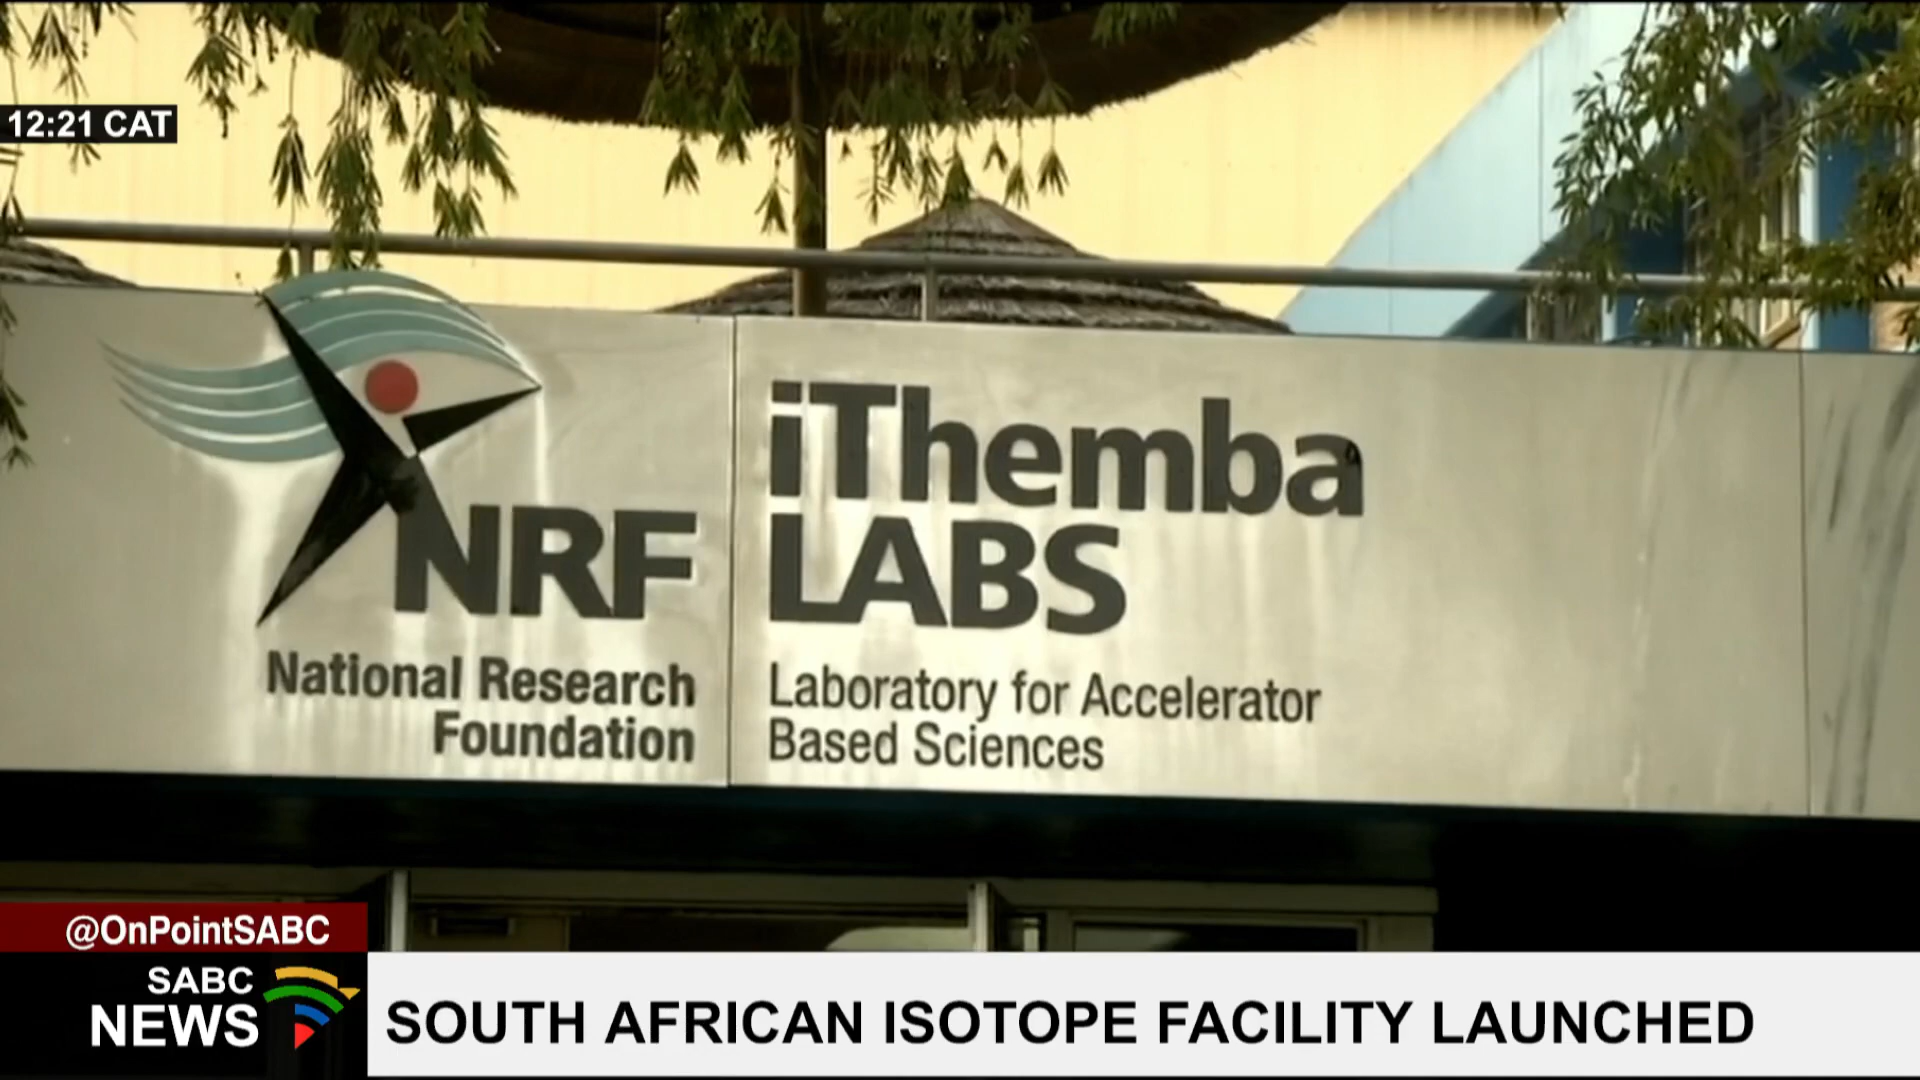 12:21 CAT
NRF
National Research
Foundation
iThemba
LABS
Laboratory for Accelerator
Based Sciences
@OnPointSABC
SABC
NEWS
SOUTH AFRICAN ISOTOPE FACILITY LAUNCHED